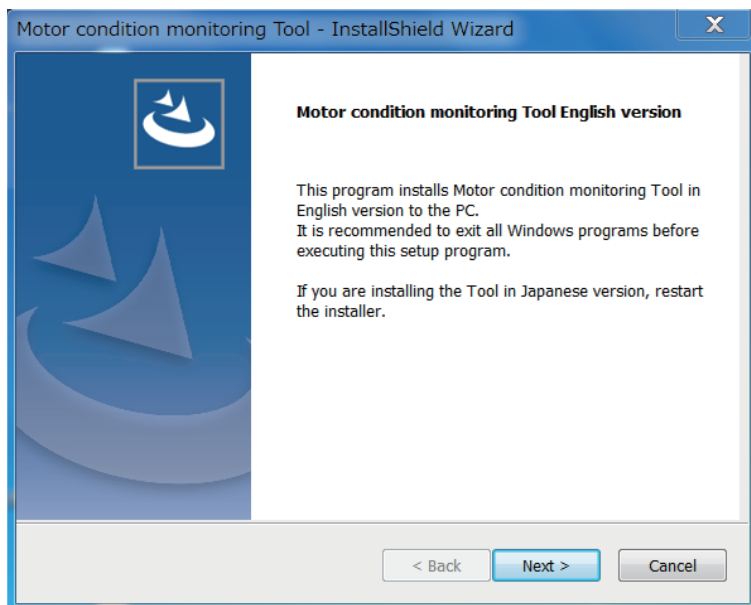 Motor condition monitoring Tool - InstallShield Wizard
X
Motor condition monitoring Tool English version
This program installs Motor condition monitoring Tool in
English version to the PC.
It is recommended to exit all Windows programs before
executing this setup program.
If you are installing the Tool in Japanese version, restart
the installer.
< Back
Next >
Cancel